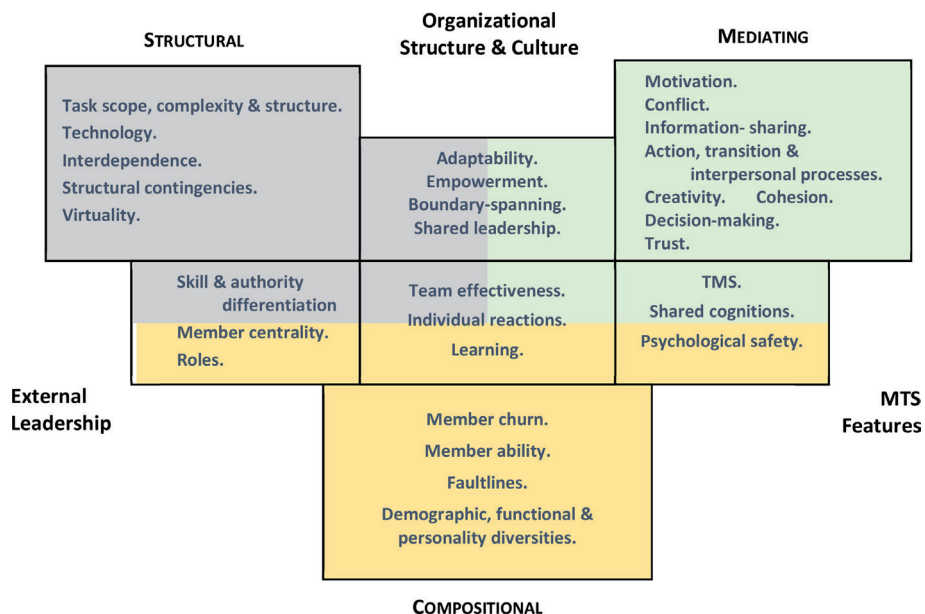 Organizational
Structure & Culture
STRUCTURAL
MEDIATING
Task scope, complexity & structure.
Technology.
Interdependence.
Structural contingencies.
Virtuality.
Adaptability.
Empowerment.
Boundary-spanning.
Shared leadership.
Motivation.
Conflict.
Information- sharing.
Action, transition &
interpersonal processes.
Creativity. Cohesion.
Decision-making.
Trust.
Skill & authority
differentiation
Member centrality.
Roles.
Team effectiveness.
Individual reactions.
Learning.
TMS.
Shared cognitions.
Psychological safety.
External
Leadership
MTS
Features
Member churn.
Member ability.
Faultlines.
Demographic, functional &
personality diversities.
COMPOSITIONAL